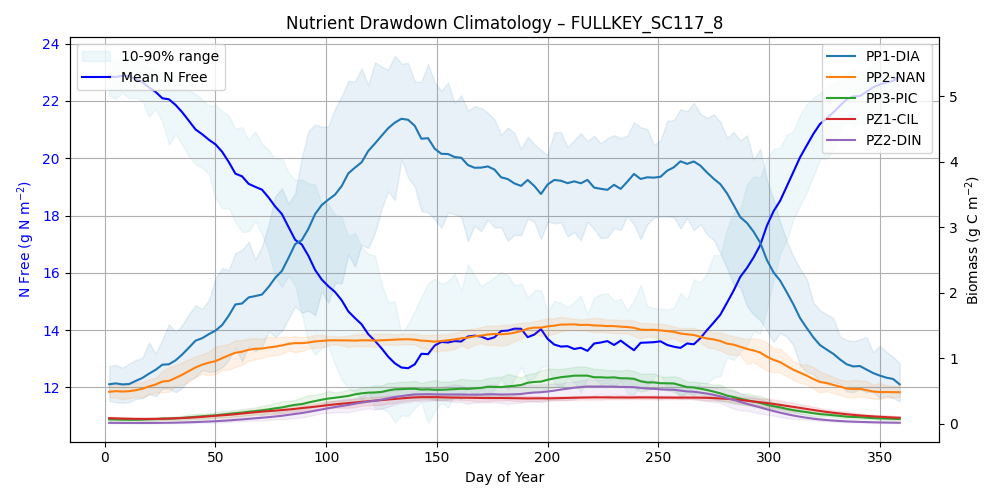 Nutrient Drawdown Climatology – FULLKEY_SC117_8
10-90% range
Mean N Free
PP1-DIA
PP2-NAN
PP3-PIC
PZ1-CIL
PZ2-DIN
N Free (g N m⁻²)
24
22
20
18
16
14
12
Biomass (g C m⁻²)
5
4
3
2
1
0
0 50 100 150 200 250 300 350
Day of Year